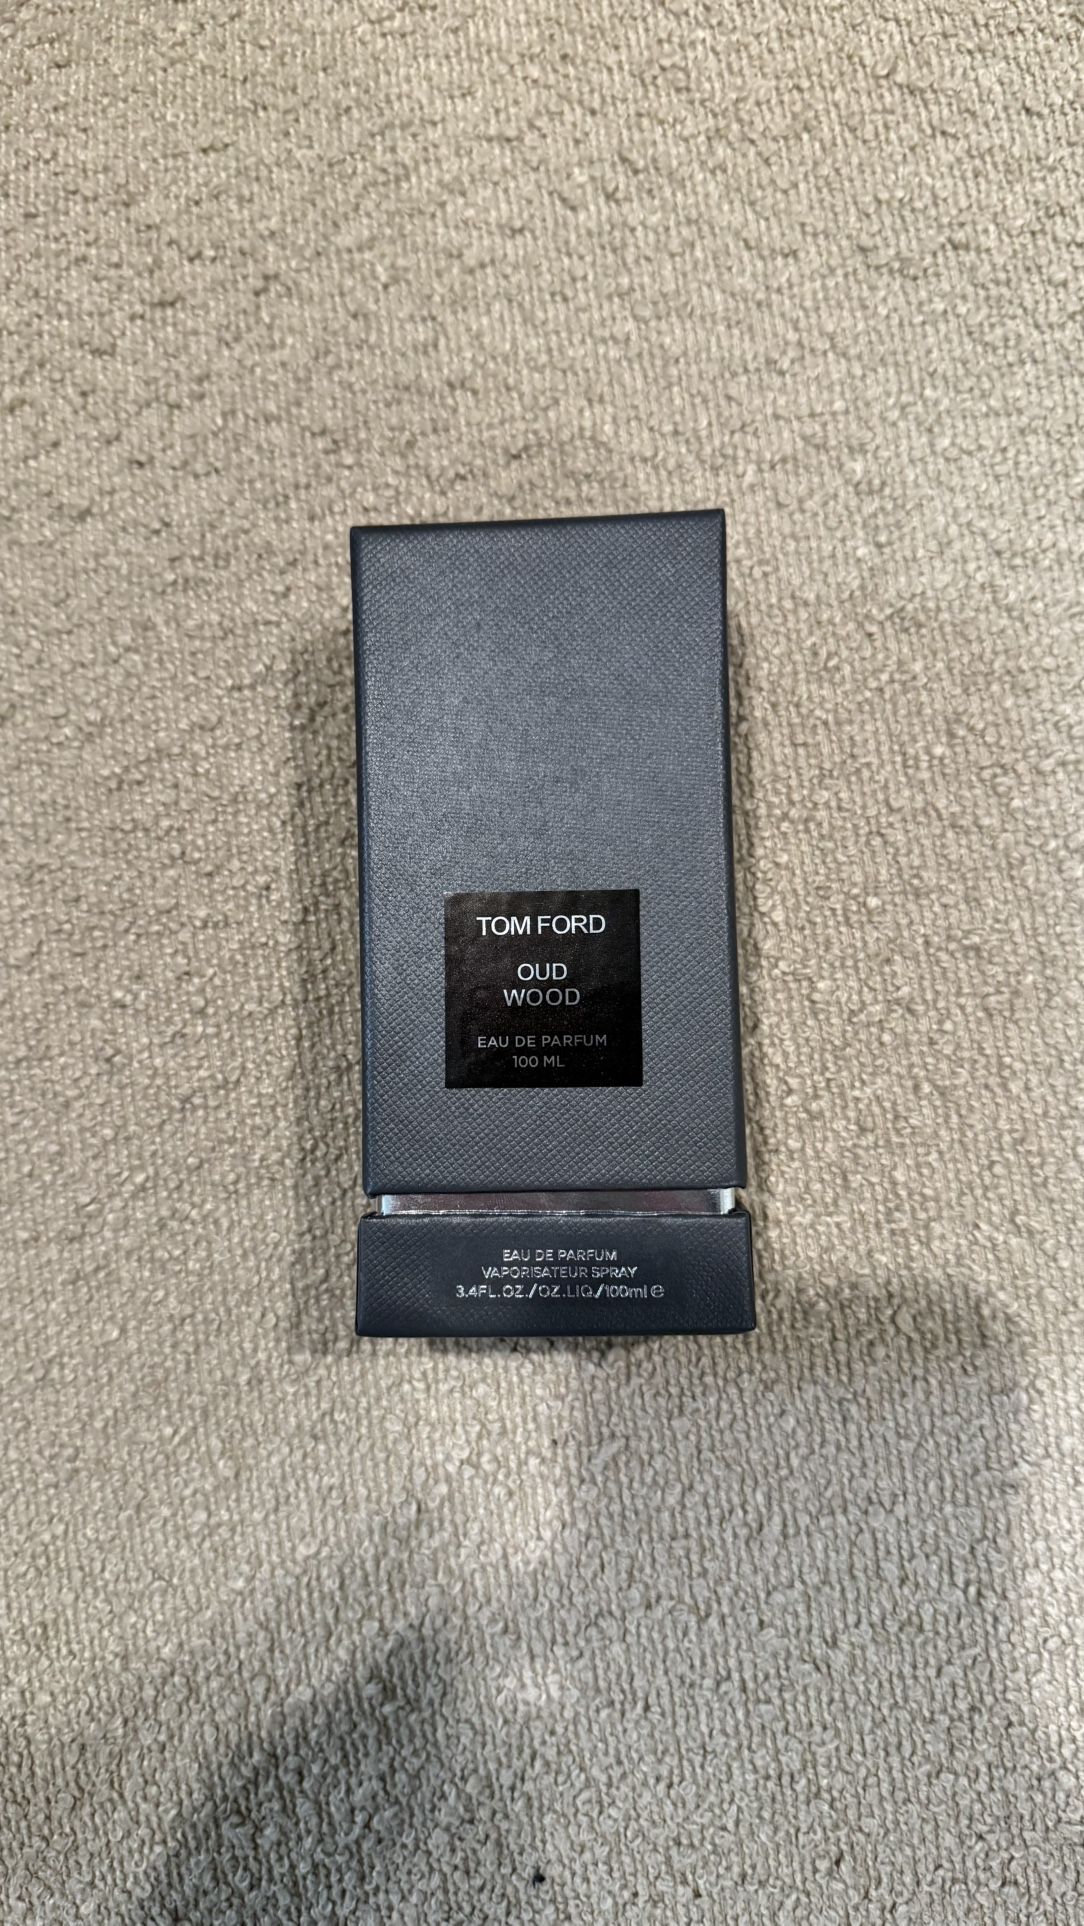 TOM FORD
OUD
WOOD
EAU DE PARFUM
100 ML
EAU DE PARFUM
VAPORISATEUR SPRAY
3.4FL.OZ./OZ.LIQ./100ml ℮